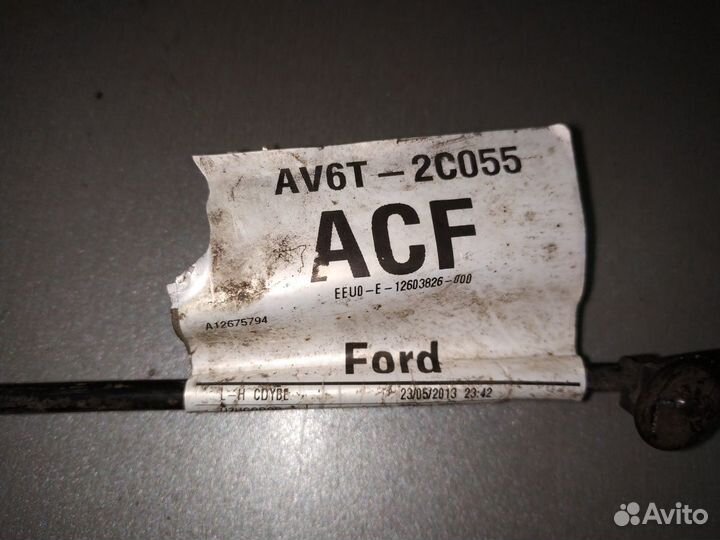 AV6T-2C055
ACF
EEU0-E-12603826-000
A12675794
Ford
L-H CDYBE 23/05/2013 23:42
Avito